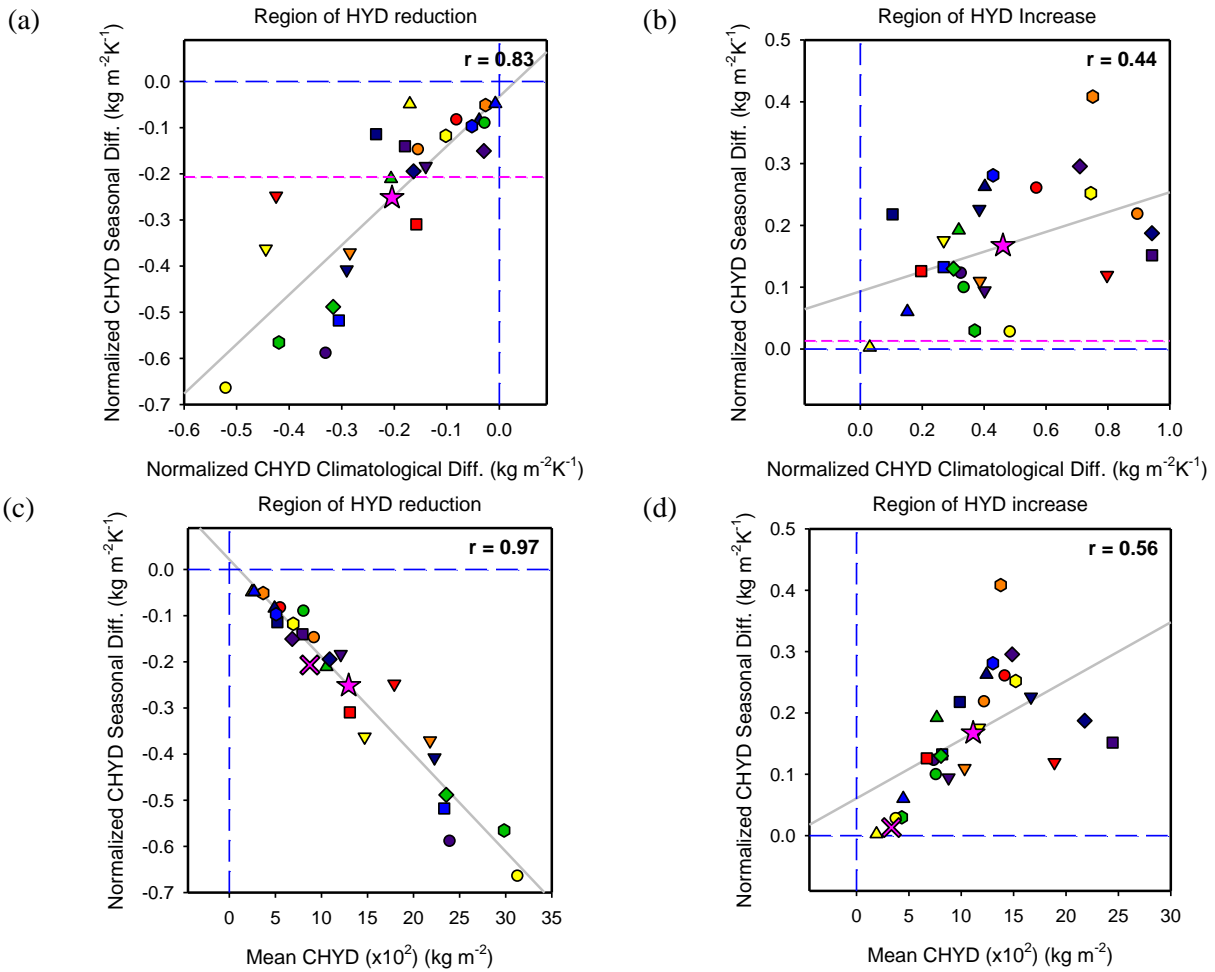 (a)
Region of HYD reduction
r = 0.83
Normalized CHYD Seasonal Diff. (kg m⁻²K⁻¹)
0.0
-0.1
-0.2
-0.3
-0.4
-0.5
-0.6
-0.7
-0.6 -0.5 -0.4 -0.3 -0.2 -0.1 0.0
Normalized CHYD Climatological Diff. (kg m⁻²K⁻¹)
(b)
Region of HYD Increase
r = 0.44
Normalized CHYD Seasonal Diff. (kg m⁻²K⁻¹)
0.5
0.4
0.3
0.2
0.1
0.0
0.0 0.2 0.4 0.6 0.8 1.0
Normalized CHYD Climatological Diff. (kg m⁻²K⁻¹)
(c)
Region of HYD reduction
r = 0.97
Normalized CHYD Seasonal Diff. (kg m⁻²K⁻¹)
0.0
-0.1
-0.2
-0.3
-0.4
-0.5
-0.6
-0.7
0 5 10 15 20 25 30 35
Mean CHYD (x10²) (kg m⁻²)
(d)
Region of HYD increase
r = 0.56
Normalized CHYD Seasonal Diff. (kg m⁻²K⁻¹)
0.5
0.4
0.3
0.2
0.1
0.0
0 5 10 15 20 25 30
Mean CHYD (x10²) (kg m⁻²)